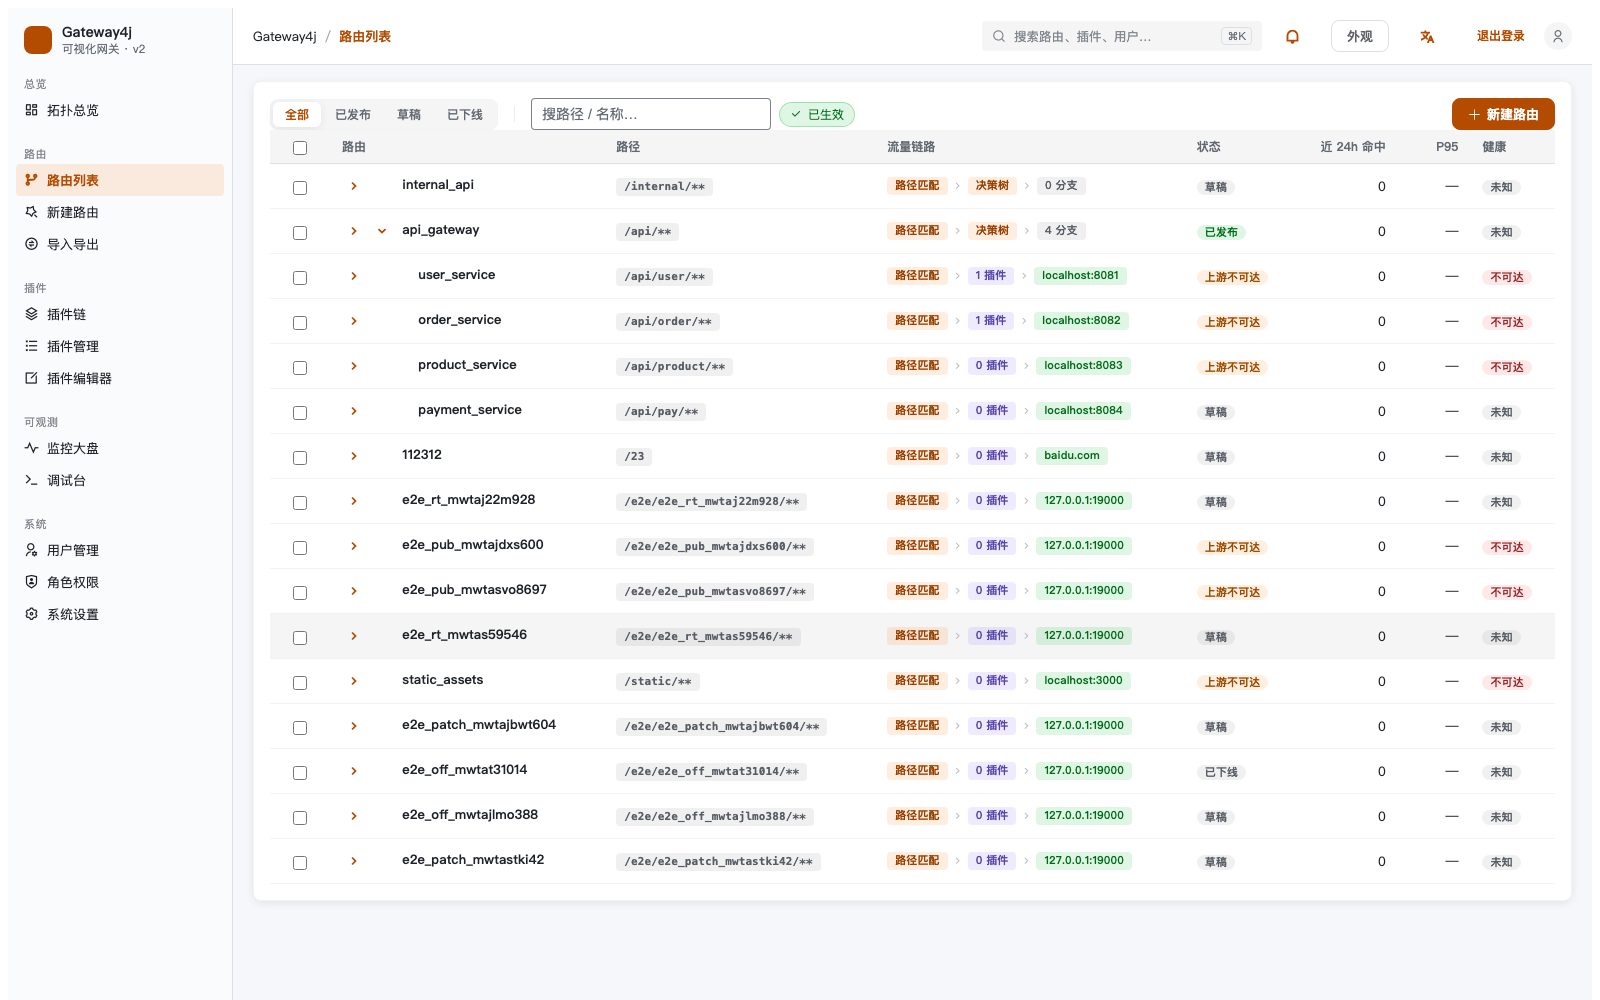 Gateway4j
可视化网关 · v2
总览
拓扑总览
路由
路由列表
新建路由
导入导出
插件
插件链
插件管理
插件编辑器
可观测
监控大盘
调试台
系统
用户管理
角色权限
系统设置
Gateway4j / 路由列表
搜索路由、插件、用户… ⌘K
外观
退出登录
全部 已发布 草稿 已下线
搜路径 / 名称…
已生效
新建路由
路由 路径 流量链路 状态 近 24h 命中 P95 健康
internal_api /internal/** 路径匹配 › 决策树 › 0 分支 草稿 0 — 未知
api_gateway /api/** 路径匹配 › 决策树 › 4 分支 已发布 0 — 未知
user_service /api/user/** 路径匹配 › 1 插件 › localhost:8081 上游不可达 0 — 不可达
order_service /api/order/** 路径匹配 › 1 插件 › localhost:8082 上游不可达 0 — 不可达
product_service /api/product/** 路径匹配 › 0 插件 › localhost:8083 上游不可达 0 — 不可达
payment_service /api/pay/** 路径匹配 › 0 插件 › localhost:8084 草稿 0 — 未知
112312 /23 路径匹配 › 0 插件 › baidu.com 草稿 0 — 未知
e2e_rt_mwtaj22m928 /e2e/e2e_rt_mwtaj22m928/** 路径匹配 › 0 插件 › 127.0.0.1:19000 草稿 0 — 未知
e2e_pub_mwtajdxs600 /e2e/e2e_pub_mwtajdxs600/** 路径匹配 › 0 插件 › 127.0.0.1:19000 上游不可达 0 — 不可达
e2e_pub_mwtasvo8697 /e2e/e2e_pub_mwtasvo8697/** 路径匹配 › 0 插件 › 127.0.0.1:19000 上游不可达 0 — 不可达
e2e_rt_mwtas59546 /e2e/e2e_rt_mwtas59546/** 路径匹配 › 0 插件 › 127.0.0.1:19000 草稿 0 — 未知
static_assets /static/** 路径匹配 › 0 插件 › localhost:3000 上游不可达 0 — 不可达
e2e_patch_mwtajbwt604 /e2e/e2e_patch_mwtajbwt604/** 路径匹配 › 0 插件 › 127.0.0.1:19000 草稿 0 — 未知
e2e_off_mwtat31014 /e2e/e2e_off_mwtat31014/** 路径匹配 › 0 插件 › 127.0.0.1:19000 已下线 0 — 未知
e2e_off_mwtajlmo388 /e2e/e2e_off_mwtajlmo388/** 路径匹配 › 0 插件 › 127.0.0.1:19000 草稿 0 — 未知
e2e_patch_mwtastki42 /e2e/e2e_patch_mwtastki42/** 路径匹配 › 0 插件 › 127.0.0.1:19000 草稿 0 — 未知